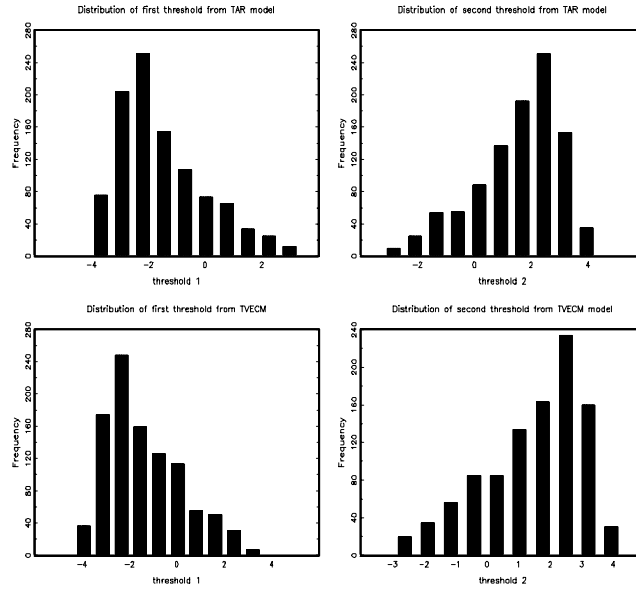 Distribution of first threshold from TAR model
Frequency
280
240
200
160
120
80
40
0
-4 -2 0 2
threshold 1
Distribution of second threshold from TAR model
Frequency
280
240
200
160
120
80
40
0
-2 0 2 4
threshold 2
Distribution of first threshold from TVECM
Frequency
280
240
200
160
120
80
40
0
-4 -2 0 2 4
threshold 1
Distribution of second threshold from TVECM model
Frequency
240
200
160
120
80
40
0
-3 -2 -1 0 1 2 3 4
threshold 2